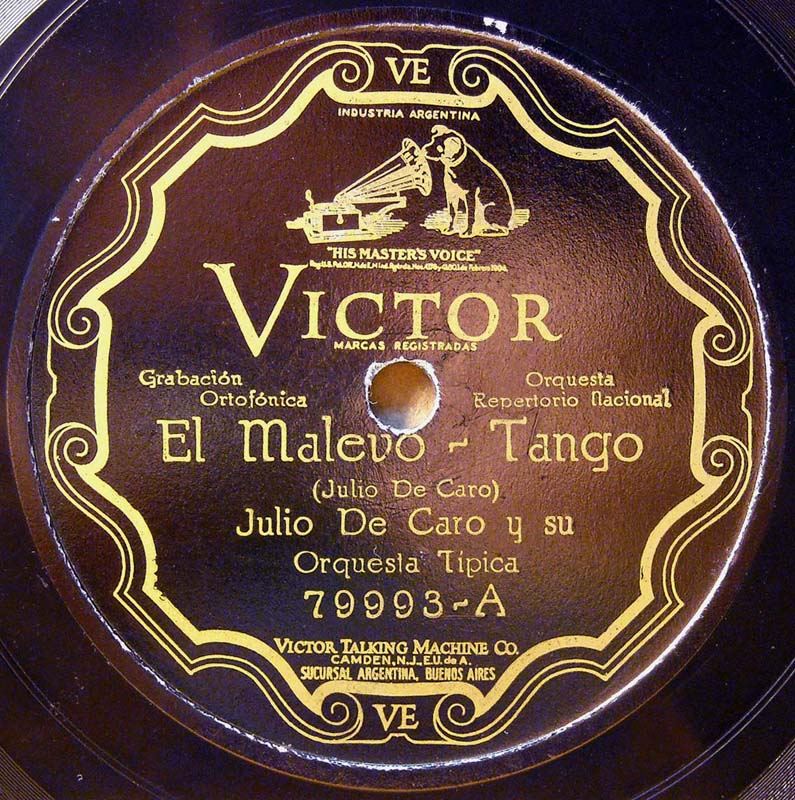 VE
INDUSTRIA ARGENTINA
"HIS MASTER'S VOICE"
VICTOR
MARCAS REGISTRADAS
Grabación Ortofónica
Orquesta
Repertorio Nacional
El Malevo - Tango
(Julio De Caro)
Julio De Caro y su
Orquesta Típica
79993-A
VICTOR TALKING MACHINE CO.
CAMDEN, N.J., E.U. de A.
SUCURSAL ARGENTINA, BUENOS AIRES
VE